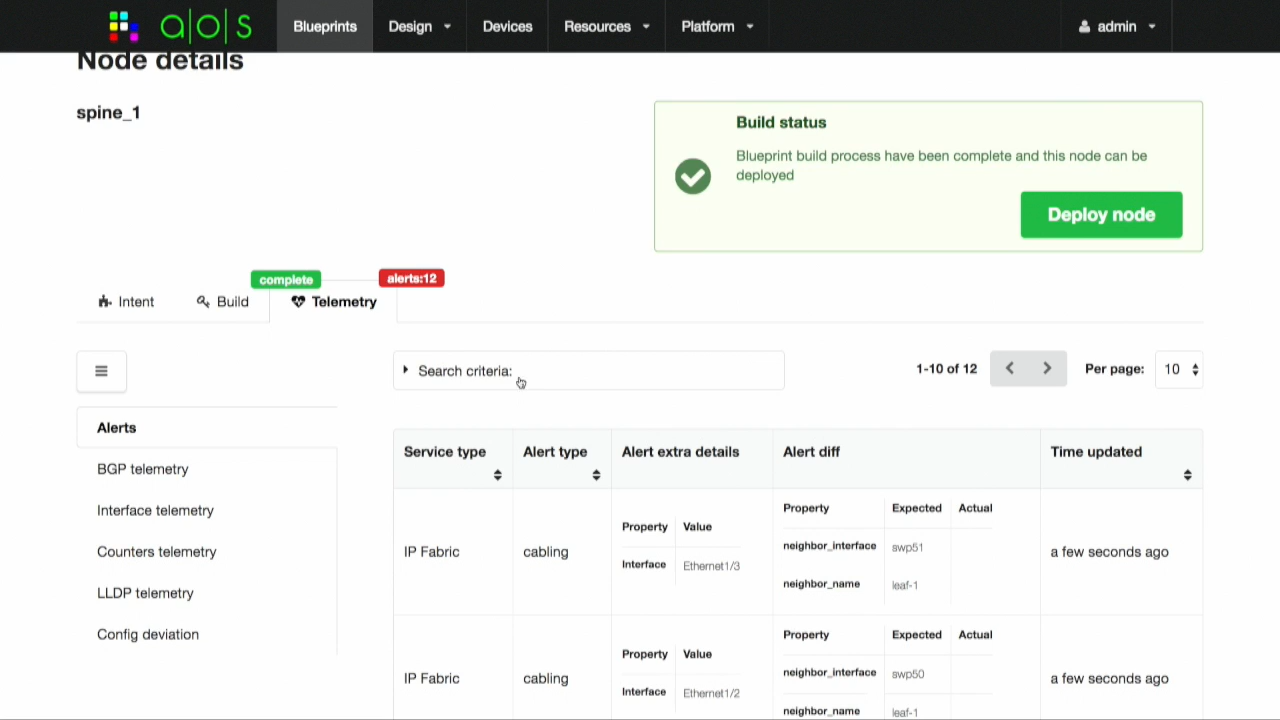 a|o|s Blueprints Design Devices Resources Platform admin
Node details
spine_1
Build status
Blueprint build process have been complete and this node can be
deployed
Deploy node
complete alerts:12
Intent Build Telemetry
Search criteria: 1-10 of 12 Per page: 10
Alerts
BGP telemetry
Interface telemetry
Counters telemetry
LLDP telemetry
Config deviation
Service type Alert type Alert extra details Alert diff Time updated
Property Expected Actual
Property Value
neighbor_interface swp51
IP Fabric cabling a few seconds ago
Interface Ethernet1/3
neighbor_name leaf-1
Property Expected Actual
Property Value
neighbor_interface swp50
IP Fabric cabling a few seconds ago
Interface Ethernet1/2
neighbor_name leaf-1